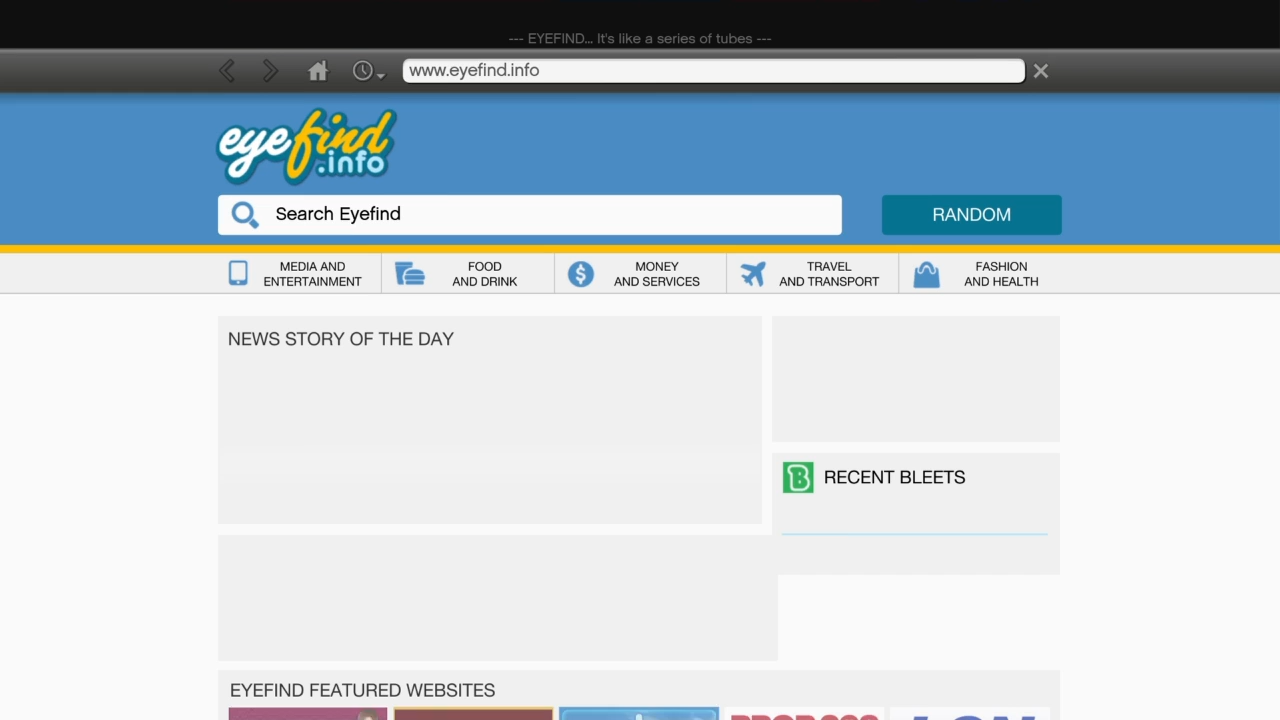 --- EYEFIND... It's like a series of tubes ---
www.eyefind.info
eyefind
.info
Search Eyefind
RANDOM
MEDIA AND
ENTERTAINMENT
FOOD
AND DRINK
MONEY
AND SERVICES
TRAVEL
AND TRANSPORT
FASHION
AND HEALTH
NEWS STORY OF THE DAY
B RECENT BLEETS
EYEFIND FEATURED WEBSITES